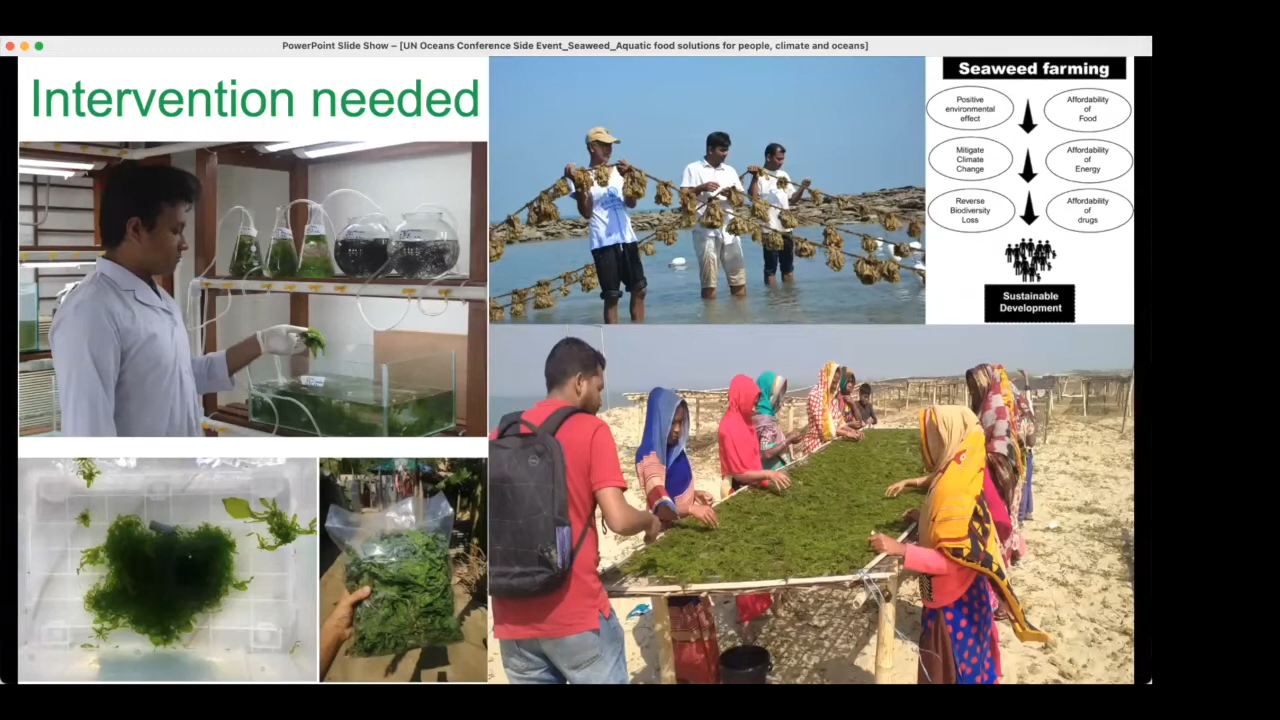 PowerPoint Slide Show – [UN Oceans Conference Side Event_Seaweed_Aquatic food solutions for people, climate and oceans]
Intervention needed
Seaweed farming
Positive
environmental
effect
Affordability
of
Food
Mitigate
Climate
Change
Affordability
of
Energy
Reverse
Biodiversity
Loss
Affordability
of
drugs
Sustainable
Development